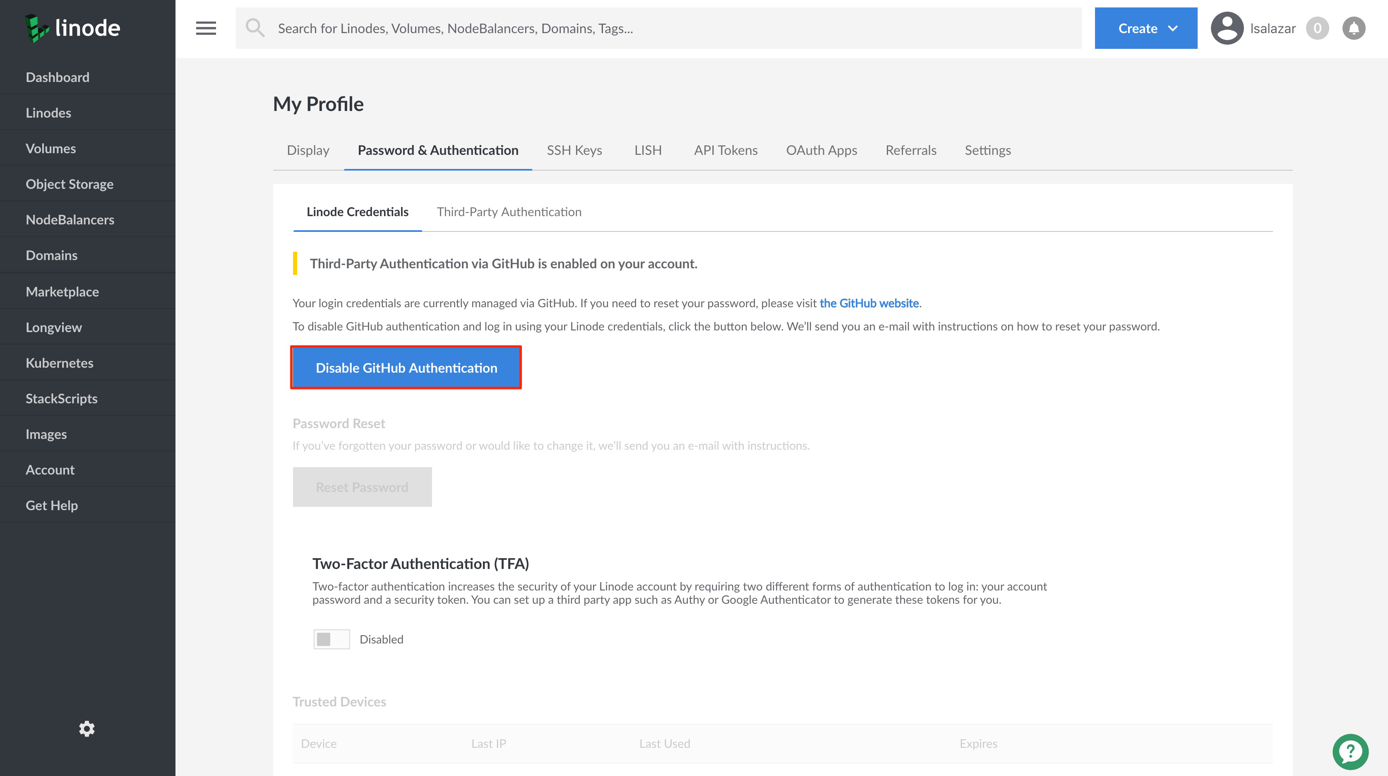 linode
Search for Linodes, Volumes, NodeBalancers, Domains, Tags...
Create
lsalazar
0
Dashboard
Linodes
Volumes
Object Storage
NodeBalancers
Domains
Marketplace
Longview
Kubernetes
StackScripts
Images
Account
Get Help
My Profile
Display
Password & Authentication
SSH Keys
LISH
API Tokens
OAuth Apps
Referrals
Settings
Linode Credentials
Third-Party Authentication
Third-Party Authentication via GitHub is enabled on your account.
Your login credentials are currently managed via GitHub. If you need to reset your password, please visit the GitHub website.
To disable GitHub authentication and log in using your Linode credentials, click the button below. We’ll send you an e-mail with instructions on how to reset your password.
Disable GitHub Authentication
Password Reset
If you’ve forgotten your password or would like to change it, we’ll send you an e-mail with instructions.
Reset Password
Two-Factor Authentication (TFA)
Two-factor authentication increases the security of your Linode account by requiring two different forms of authentication to log in: your account
password and a security token. You can set up a third party app such as Authy or Google Authenticator to generate these tokens for you.
Disabled
Trusted Devices
Device
Last IP
Last Used
Expires
?